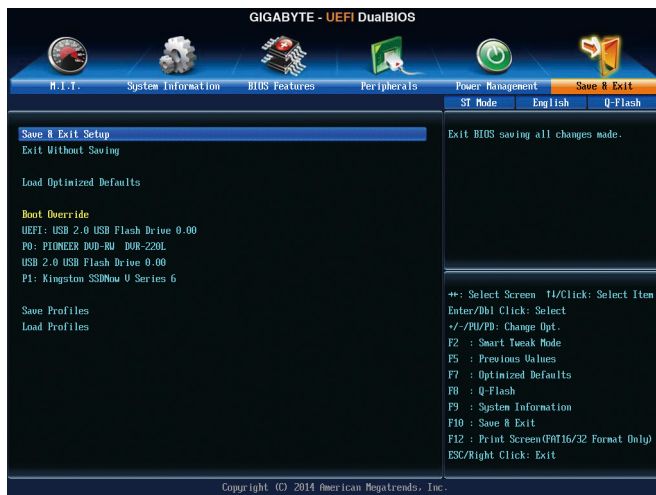 GIGABYTE - UEFI DualBIOS
M.I.T. System Information BIOS Features Peripherals Power Management Save & Exit
ST Mode English Q-Flash
Save & Exit Setup
Exit Without Saving
Load Optimized Defaults
Boot Override
UEFI: USB 2.0 USB Flash Drive 0.00
P0: PIONEER DVD-RW DVR-220L
USB 2.0 USB Flash Drive 0.00
P1: Kingston SSDNow V Series 6
Save Profiles
Load Profiles
Exit BIOS saving all changes made.
→←: Select Screen ↑↓/Click: Select Item
Enter/Dbl Click: Select
+/-/PU/PD: Change Opt.
F2 : Smart Tweak Mode
F5 : Previous Values
F7 : Optimized Defaults
F8 : Q-Flash
F9 : System Information
F10 : Save & Exit
F12 : Print Screen(FAT16/32 Format Only)
ESC/Right Click: Exit
Copyright (C) 2014 American Megatrends, Inc.